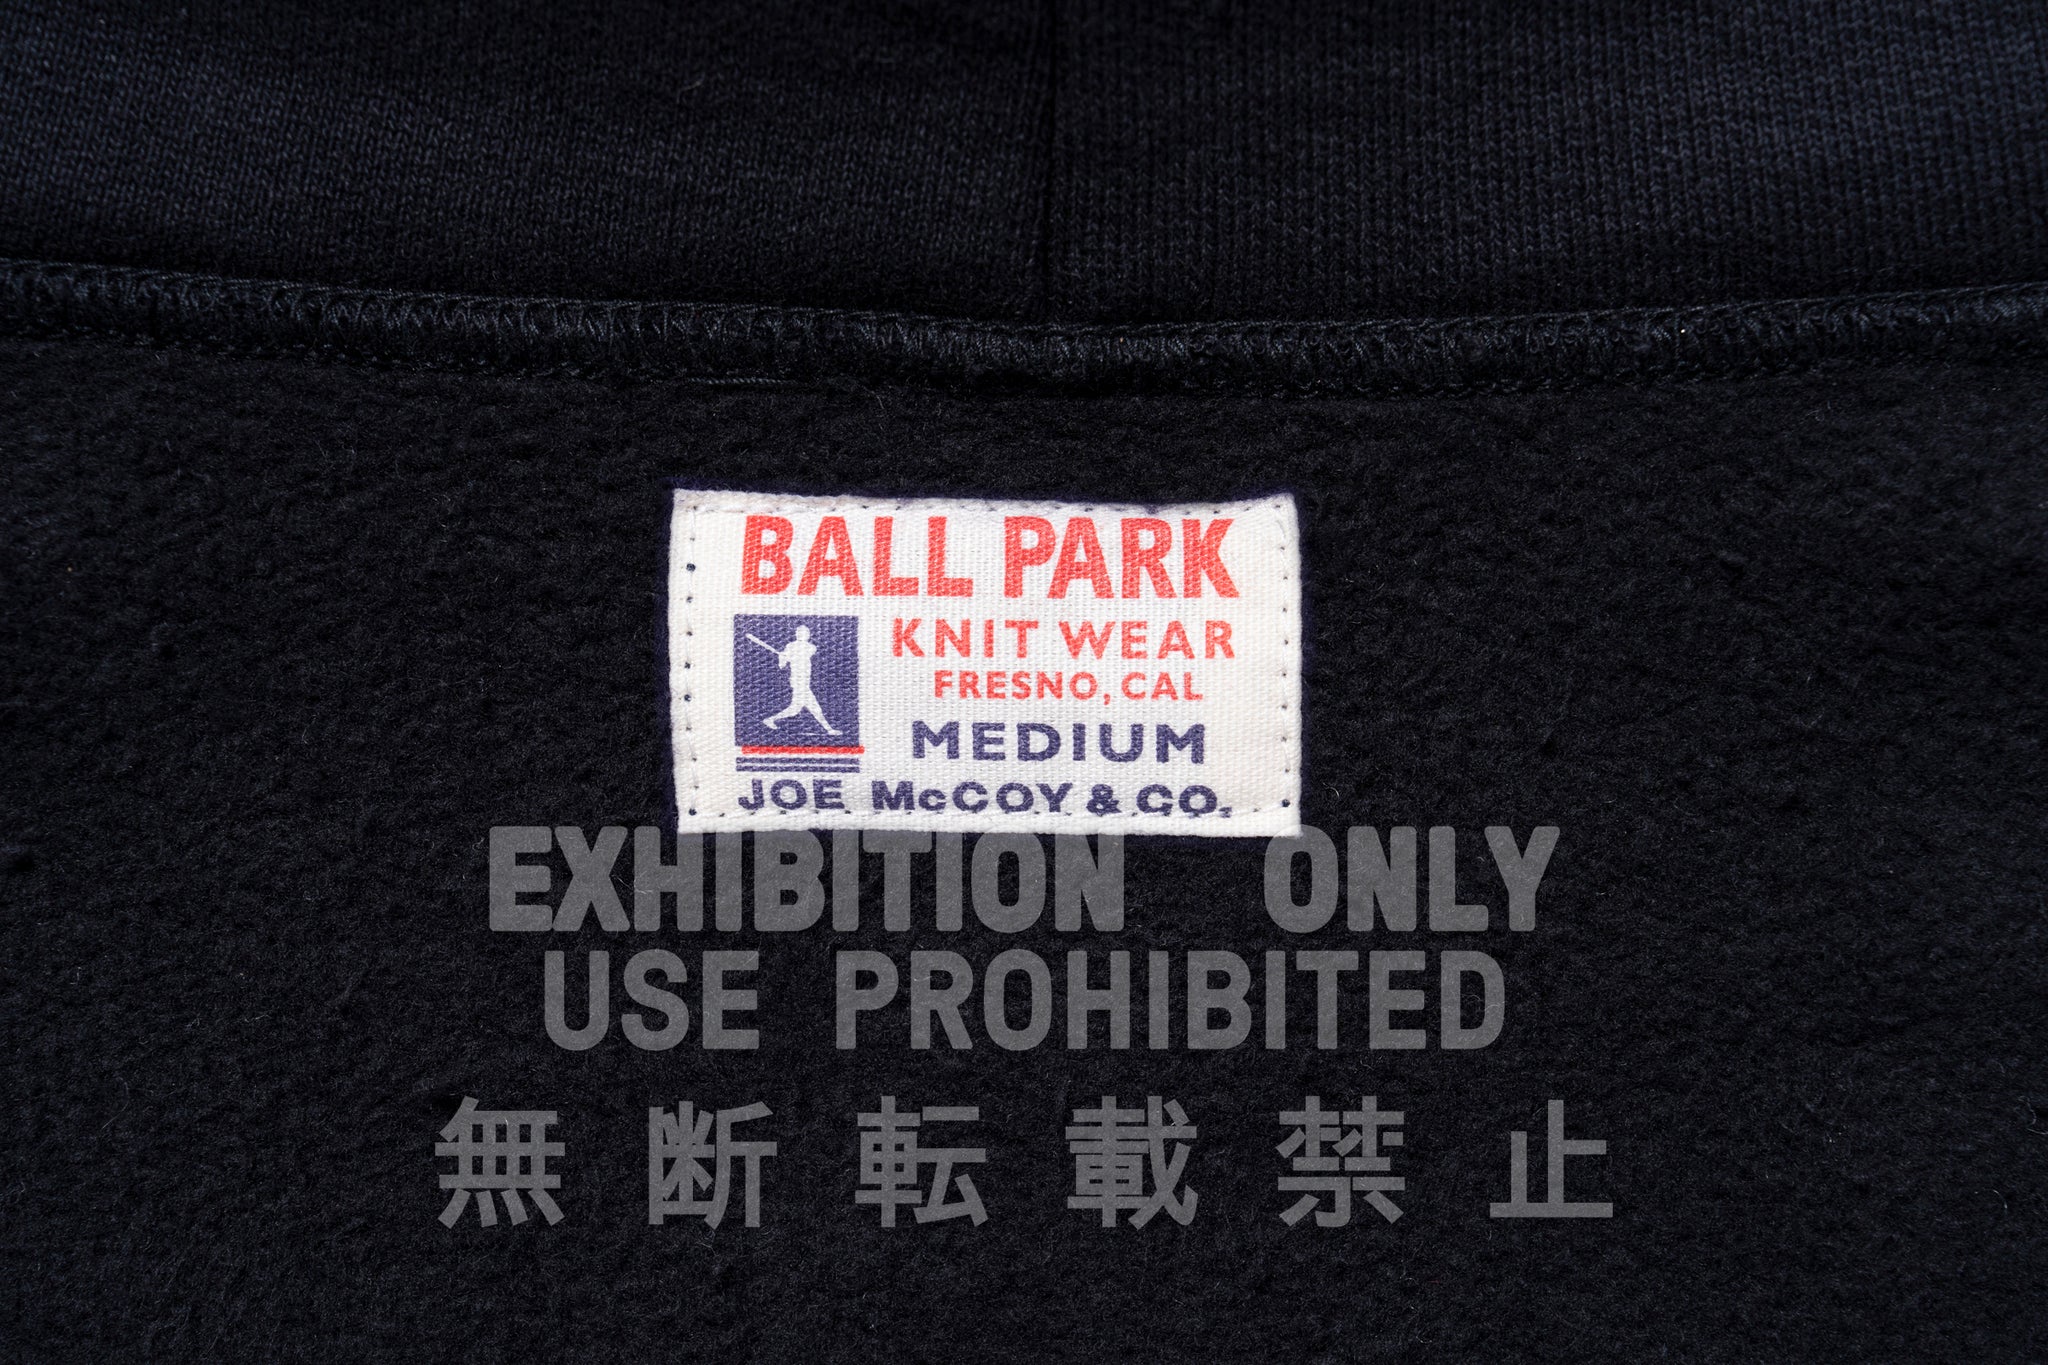 BALL PARK
KNIT WEAR
FRESNO, CAL
MEDIUM
JOE McCOY & CO.
EXHIBITION ONLY
USE PROHIBITED
無断転載禁止